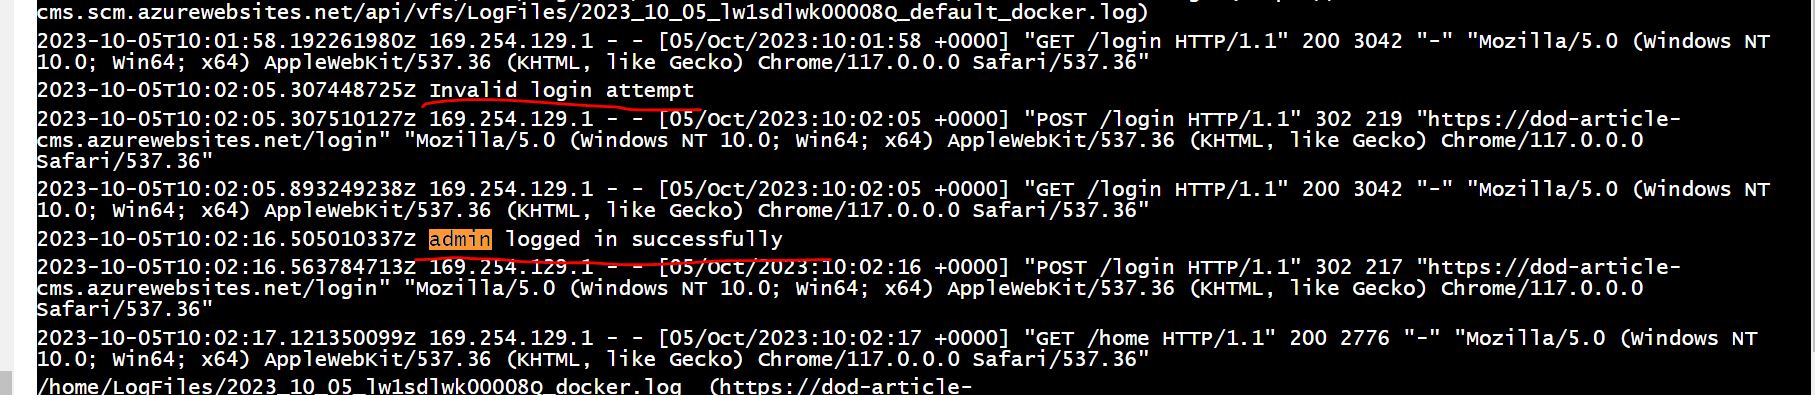 cms.scm.azurewebsites.net/api/vfs/LogFiles/2023_10_05_lw1sdlwk00008Q_default_docker.log)
2023-10-05T10:01:58.192261980Z 169.254.129.1 - - [05/Oct/2023:10:01:58 +0000] "GET /login HTTP/1.1" 200 3042 "-" "Mozilla/5.0 (Windows NT
10.0; Win64; x64) AppleWebKit/537.36 (KHTML, like Gecko) Chrome/117.0.0.0 Safari/537.36"
2023-10-05T10:02:05.307448725Z Invalid login attempt
2023-10-05T10:02:05.307510127Z 169.254.129.1 - - [05/Oct/2023:10:02:05 +0000] "POST /login HTTP/1.1" 302 219 "https://dod-article-
cms.azurewebsites.net/login" "Mozilla/5.0 (Windows NT 10.0; Win64; x64) AppleWebKit/537.36 (KHTML, like Gecko) Chrome/117.0.0.0
Safari/537.36"
2023-10-05T10:02:05.893249238Z 169.254.129.1 - - [05/Oct/2023:10:02:05 +0000] "GET /login HTTP/1.1" 200 3042 "-" "Mozilla/5.0 (Windows NT
10.0; Win64; x64) AppleWebKit/537.36 (KHTML, like Gecko) Chrome/117.0.0.0 Safari/537.36"
2023-10-05T10:02:16.505010337Z admin logged in successfully
2023-10-05T10:02:16.563784713Z 169.254.129.1 - - [05/Oct/2023:10:02:16 +0000] "POST /login HTTP/1.1" 302 217 "https://dod-article-
cms.azurewebsites.net/login" "Mozilla/5.0 (Windows NT 10.0; Win64; x64) AppleWebKit/537.36 (KHTML, like Gecko) Chrome/117.0.0.0
Safari/537.36"
2023-10-05T10:02:17.121350099Z 169.254.129.1 - - [05/Oct/2023:10:02:17 +0000] "GET /home HTTP/1.1" 200 2776 "-" "Mozilla/5.0 (Windows NT
10.0; Win64; x64) AppleWebKit/537.36 (KHTML, like Gecko) Chrome/117.0.0.0 Safari/537.36"
/home/LogFiles/2023_10_05_lw1sdlwk00008Q_docker.log (https://dod-article-